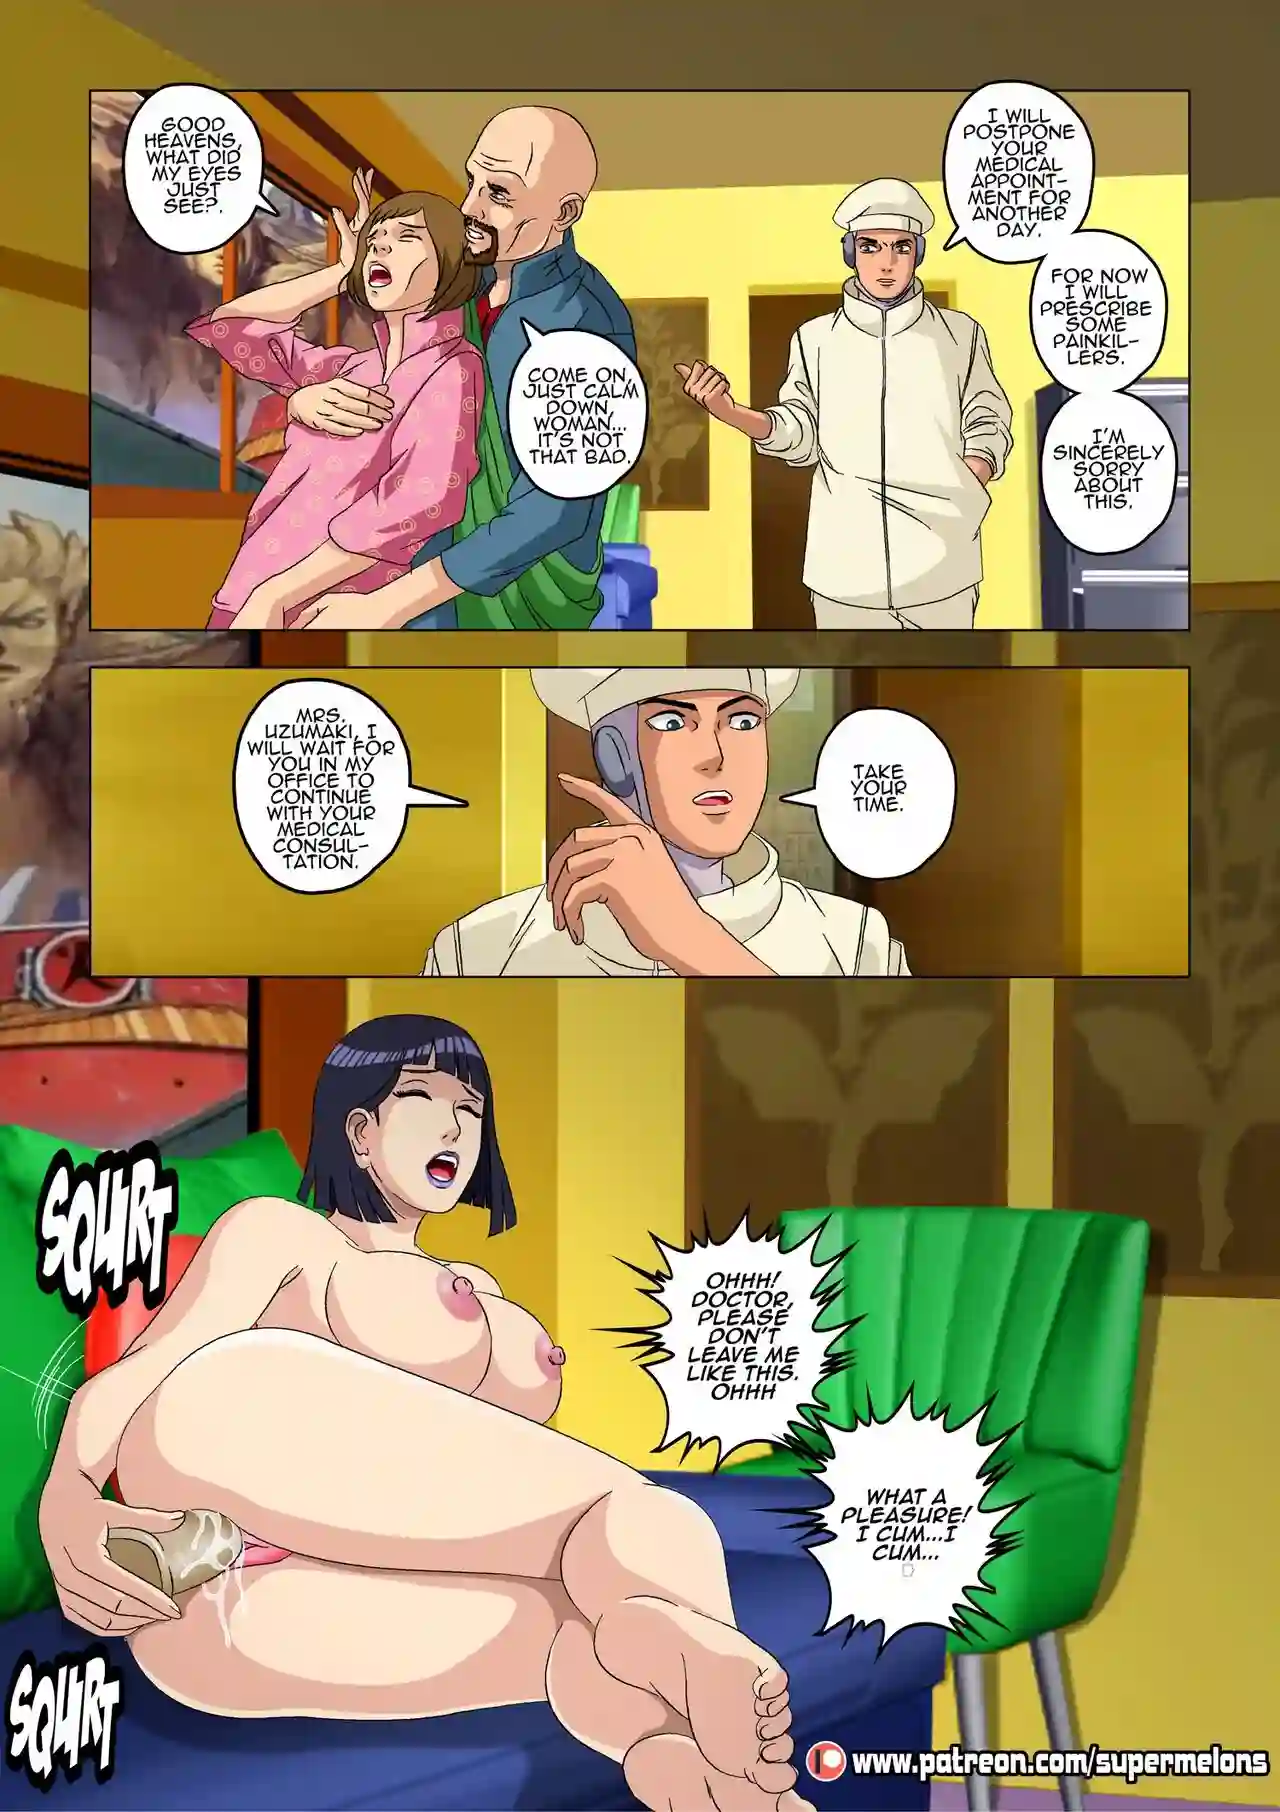 GOOD
HEAVENS,
WHAT DID
MY EYES
JUST
SEE?.
I WILL
POSTPONE
YOUR
MEDICAL
APPOINT-
MENT FOR
ANOTHER
DAY.
FOR NOW
I WILL
PRESCRIBE
SOME
PAINKIL-
LERS.
COME ON,
JUST CALM
DOWN,
WOMAN...
IT'S NOT
THAT BAD.
I'M
SINCERELY
SORRY
ABOUT
THIS.
MRS.
UZUMAKI, I
WILL WAIT FOR
YOU IN MY
OFFICE TO
CONTINUE
WITH YOUR
MEDICAL
CONSUL-
TATION.
TAKE
YOUR
TIME.
SQUIRT
OHHH!
DOCTOR,
PLEASE
DON'T
LEAVE ME
LIKE THIS.
OHHH
WHAT A
PLEASURE!
I CUM...I
CUM...
SQUIRT
www.patreon.com/supermelons